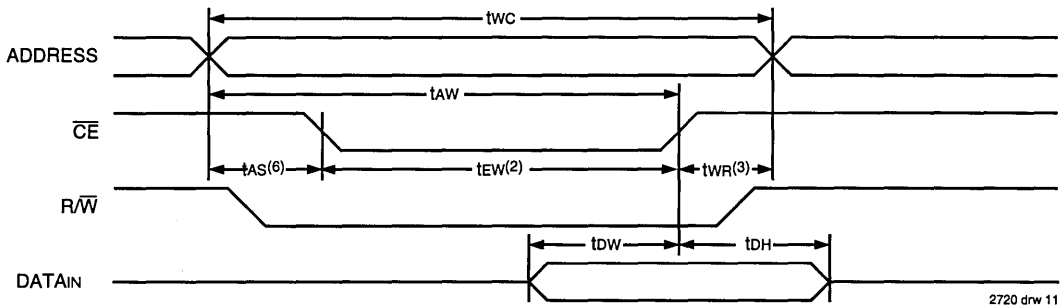 tWC
ADDRESS
tAW
CE
tAS(6) tEW(2) tWR(3)
R/W
tDW tDH
DATAIN
2720 drw 11